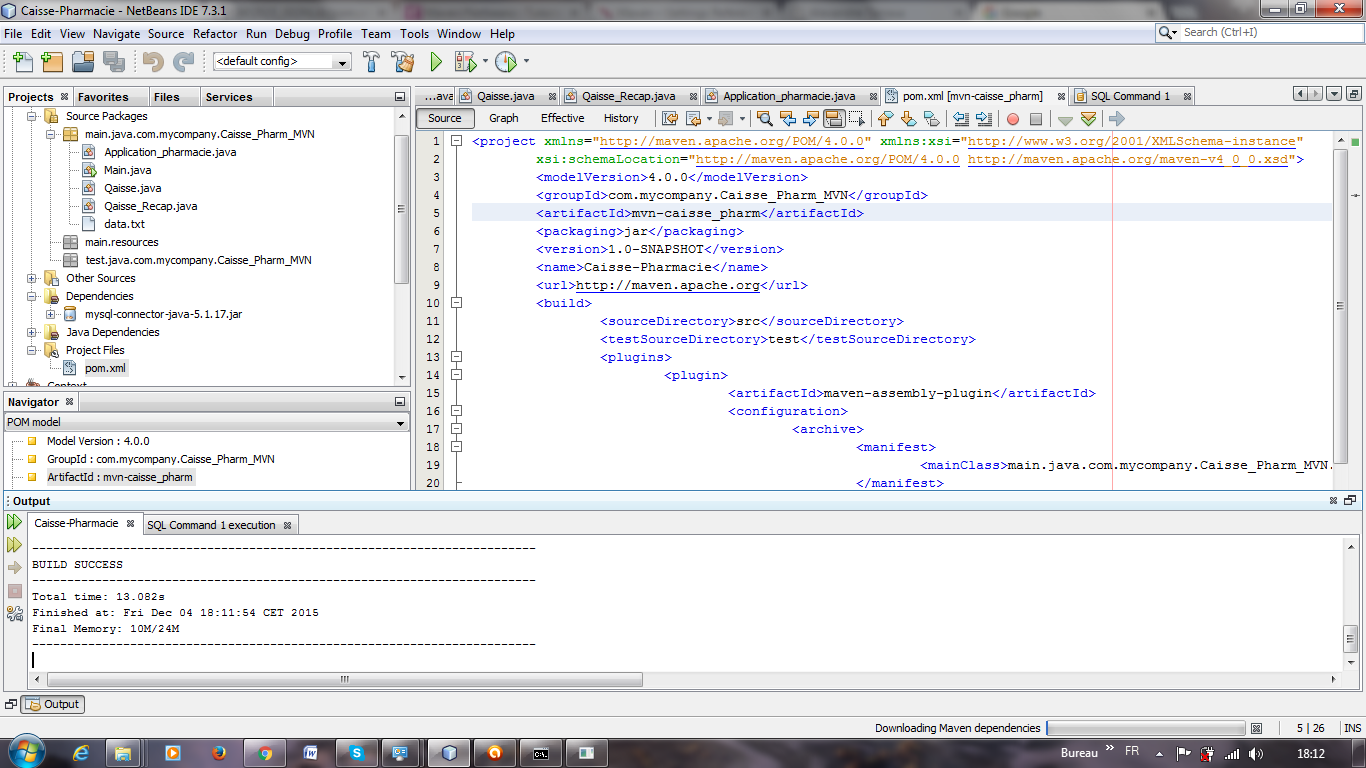 Caisse-Pharmacie - NetBeans IDE 7.3.1
File Edit View Navigate Source Refactor Run Debug Profile Team Tools Window Help
Search (Ctrl+I)
<default config>
Projects Favorites Files Services
Source Packages
main.java.com.mycompany.Caisse_Pharm_MVN
Application_pharmacie.java
Main.java
Qaisse.java
Qaisse_Recap.java
data.txt
main.resources
test.java.com.mycompany.Caisse_Pharm_MVN
Other Sources
Dependencies
mysql-connector-java-5.1.17.jar
Java Dependencies
Project Files
pom.xml
Navigator
POM model
Model Version : 4.0.0
GroupId : com.mycompany.Caisse_Pharm_MVN
ArtifactId : mvn-caisse_pharm
...ava Qaisse.java Qaisse_Recap.java Application_pharmacie.java pom.xml [mvn-caisse_pharm] SQL Command 1
Source Graph Effective History
1 <project xmlns="http://maven.apache.org/POM/4.0.0" xmlns:xsi="http://www.w3.org/2001/XMLSchema-instance"
2 xsi:schemaLocation="http://maven.apache.org/POM/4.0.0 http://maven.apache.org/maven-v4_0_0.xsd">
3 <modelVersion>4.0.0</modelVersion>
4 <groupId>com.mycompany.Caisse_Pharm_MVN</groupId>
5 <artifactId>mvn-caisse_pharm</artifactId>
6 <packaging>jar</packaging>
7 <version>1.0-SNAPSHOT</version>
8 <name>Caisse-Pharmacie</name>
9 <url>http://maven.apache.org</url>
10 <build>
11 <sourceDirectory>src</sourceDirectory>
12 <testSourceDirectory>test</testSourceDirectory>
13 <plugins>
14 <plugin>
15 <artifactId>maven-assembly-plugin</artifactId>
16 <configuration>
17 <archive>
18 <manifest>
19 <mainClass>main.java.com.mycompany.Caisse_Pharm_MVN.
20 </manifest>
Output
Caisse-Pharmacie SQL Command 1 execution
------------------------------------------------------------------------
BUILD SUCCESS
------------------------------------------------------------------------
Total time: 13.082s
Finished at: Fri Dec 04 18:11:54 CET 2015
Final Memory: 10M/24M
------------------------------------------------------------------------
Output
Downloading Maven dependencies 5 | 26 INS
Bureau » FR 18:12